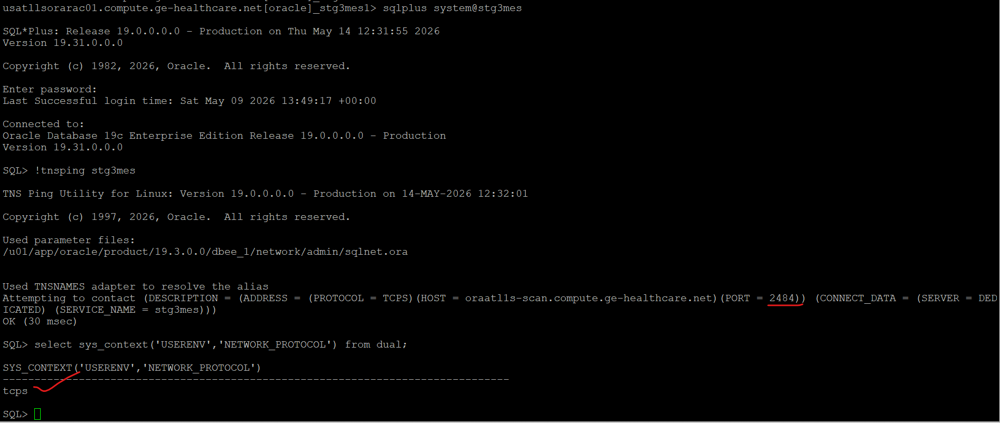 usatllsorarac01.compute.ge-healthcare.net[oracle]_stg3mes1> sqlplus system@stg3mes
SQL*Plus: Release 19.0.0.0.0 - Production on Thu May 14 12:31:55 2026
Version 19.31.0.0.0
Copyright (c) 1982, 2026, Oracle.  All rights reserved.
Enter password:
Last Successful login time: Sat May 09 2026 13:49:17 +00:00
Connected to:
Oracle Database 19c Enterprise Edition Release 19.0.0.0.0 - Production
Version 19.31.0.0.0
SQL> !tnsping stg3mes
TNS Ping Utility for Linux: Version 19.0.0.0.0 - Production on 14-MAY-2026 12:32:01
Copyright (c) 1997, 2026, Oracle.  All rights reserved.
Used parameter files:
/u01/app/oracle/product/19.3.0.0/dbee_1/network/admin/sqlnet.ora
Used TNSNAMES adapter to resolve the alias
Attempting to contact (DESCRIPTION = (ADDRESS = (PROTOCOL = TCPS)(HOST = oraatl1s-scan.compute.ge-healthcare.net)(PORT = 2484)) (CONNECT_DATA = (SERVER = DED
ICATED) (SERVICE_NAME = stg3mes)))
OK (30 msec)
SQL> select sys_context('USERENV','NETWORK_PROTOCOL') from dual;
SYS_CONTEXT('USERENV','NETWORK_PROTOCOL')
--------------------------------------------------------------------------------
tcps
SQL>